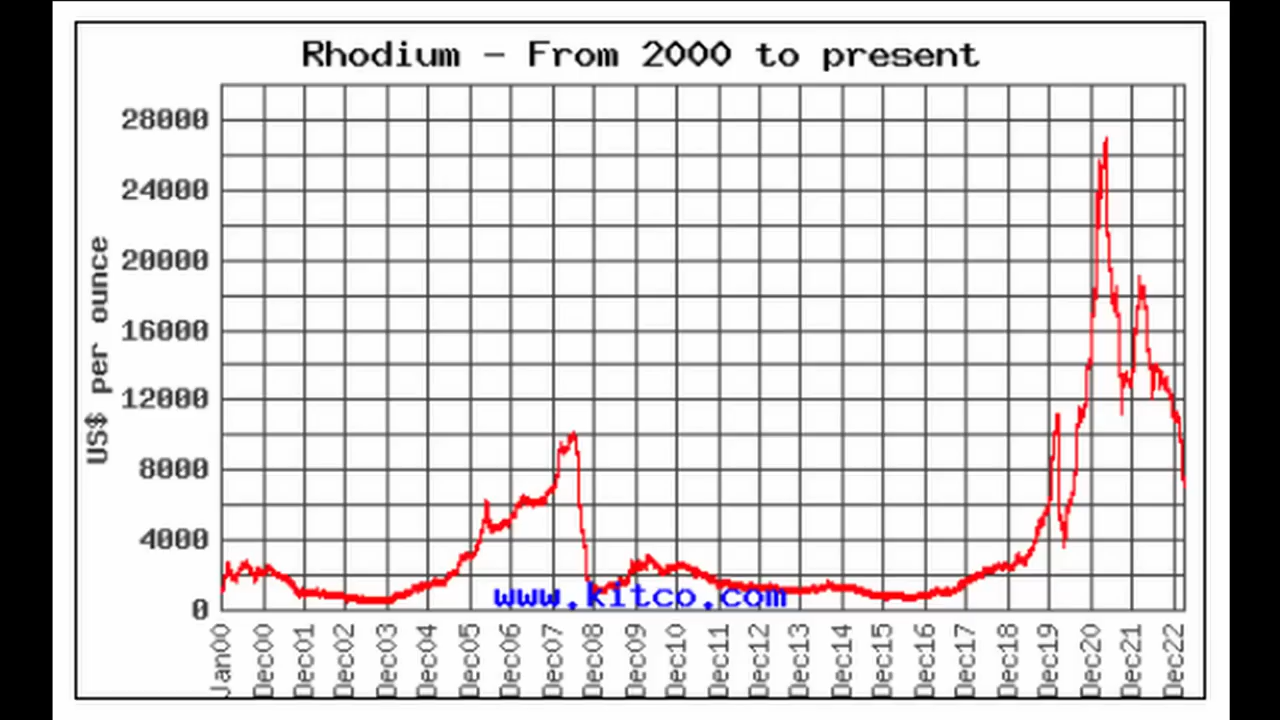 Rhodium - From 2000 to present
US$ per ounce
28000
24000
20000
16000
12000
8000
4000
0
www.kitco.com
Jan00
Dec00
Dec01
Dec02
Dec03
Dec04
Dec05
Dec06
Dec07
Dec08
Dec09
Dec10
Dec11
Dec12
Dec13
Dec14
Dec15
Dec16
Dec17
Dec18
Dec19
Dec20
Dec21
Dec22